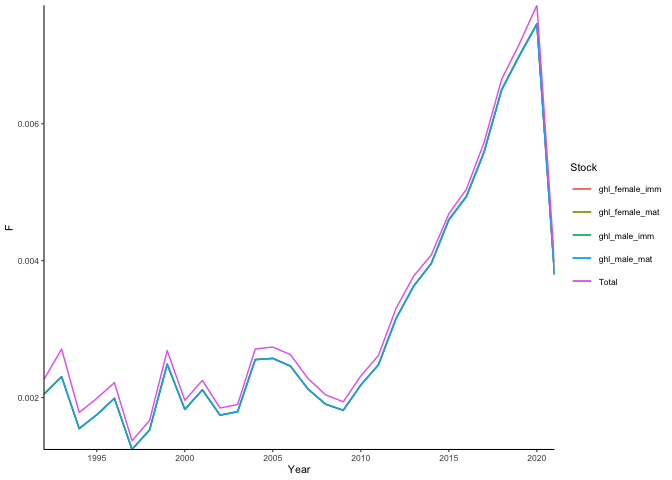 0.006
0.004
0.002
F
1995 2000 2005 2010 2015 2020
Year
Stock
ghl_female_imm
ghl_female_mat
ghl_male_imm
ghl_male_mat
Total